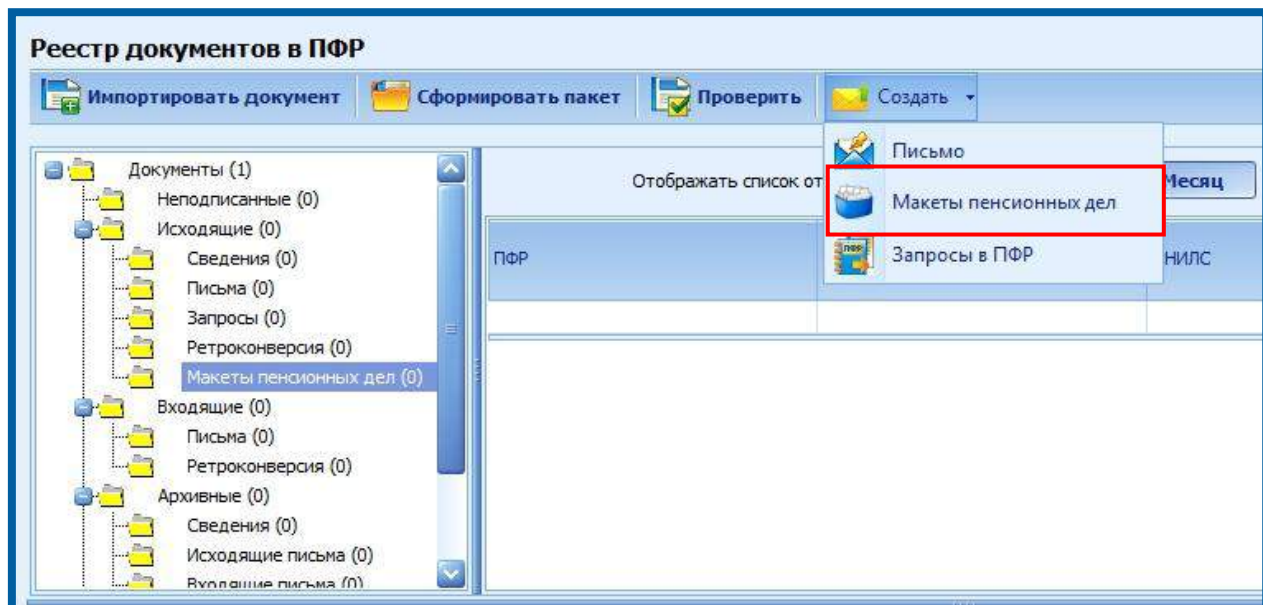 Реестр документов в ПФР
Импортировать документ Сформировать пакет Проверить Создать
Письмо
Макеты пенсионных дел
Запросы в ПФР
Документы (1)
Неподписанные (0)
Исходящие (0)
Сведения (0)
Письма (0)
Запросы (0)
Ретроконверсия (0)
Макеты пенсионных дел (0)
Входящие (0)
Письма (0)
Ретроконверсия (0)
Архивные (0)
Сведения (0)
Исходящие письма (0)
Входящие письма (0)
Отображать список от Месяц
ПФР НИЛС